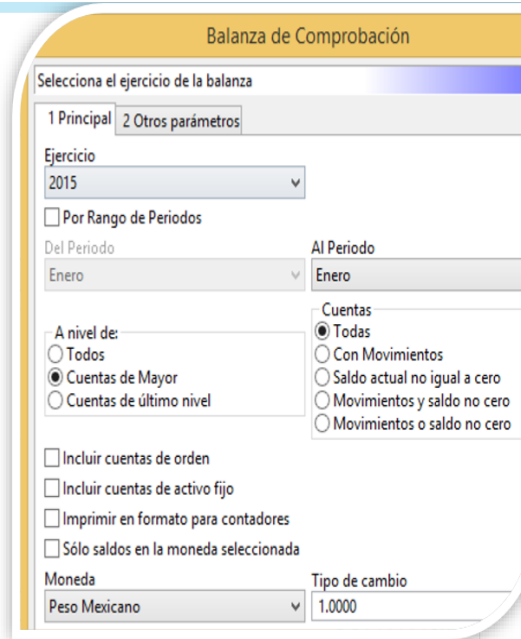 Balanza de Comprobación
Selecciona el ejercicio de la balanza
1 Principal 2 Otros parámetros
Ejercicio
2015
Por Rango de Periodos
Del Periodo Al Periodo
Enero Enero
A nivel de:
Todos
Cuentas de Mayor
Cuentas de último nivel
Cuentas
Todas
Con Movimientos
Saldo actual no igual a cero
Movimientos y saldo no cero
Movimientos o saldo no cero
Incluir cuentas de orden
Incluir cuentas de activo fijo
Imprimir en formato para contadores
Sólo saldos en la moneda seleccionada
Moneda Tipo de cambio
Peso Mexicano 1.0000